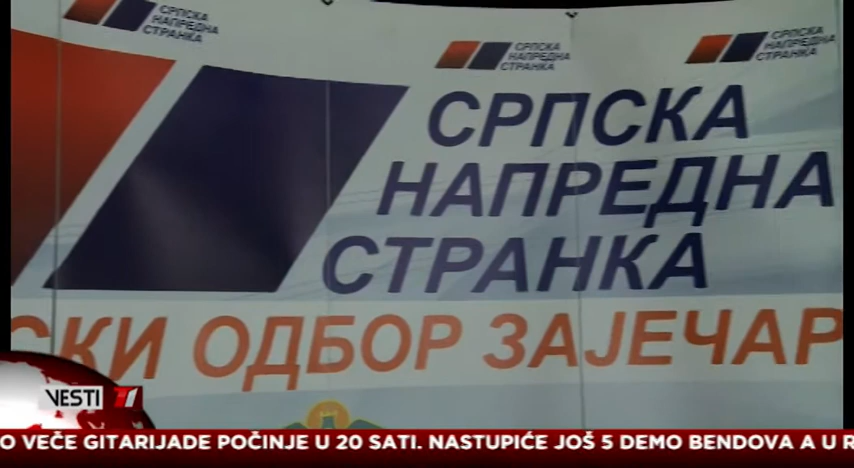 СРПСКА
НАПРЕДНА
СТРАНКА
СРПСКА
НАПРЕДНА
СТРАНКА
СРПСКА
НАПРЕДНА
СТРАНКА
СРПСКА
НАПРЕДНА
СТРАНКА
СКИ ОДБОР ЗАЈЕЧАР
VESTI T1
O VEČE GITARIJADE POČINJE U 20 SATI. NASTUPIĆE JOŠ 5 DEMO BENDOVA A U R